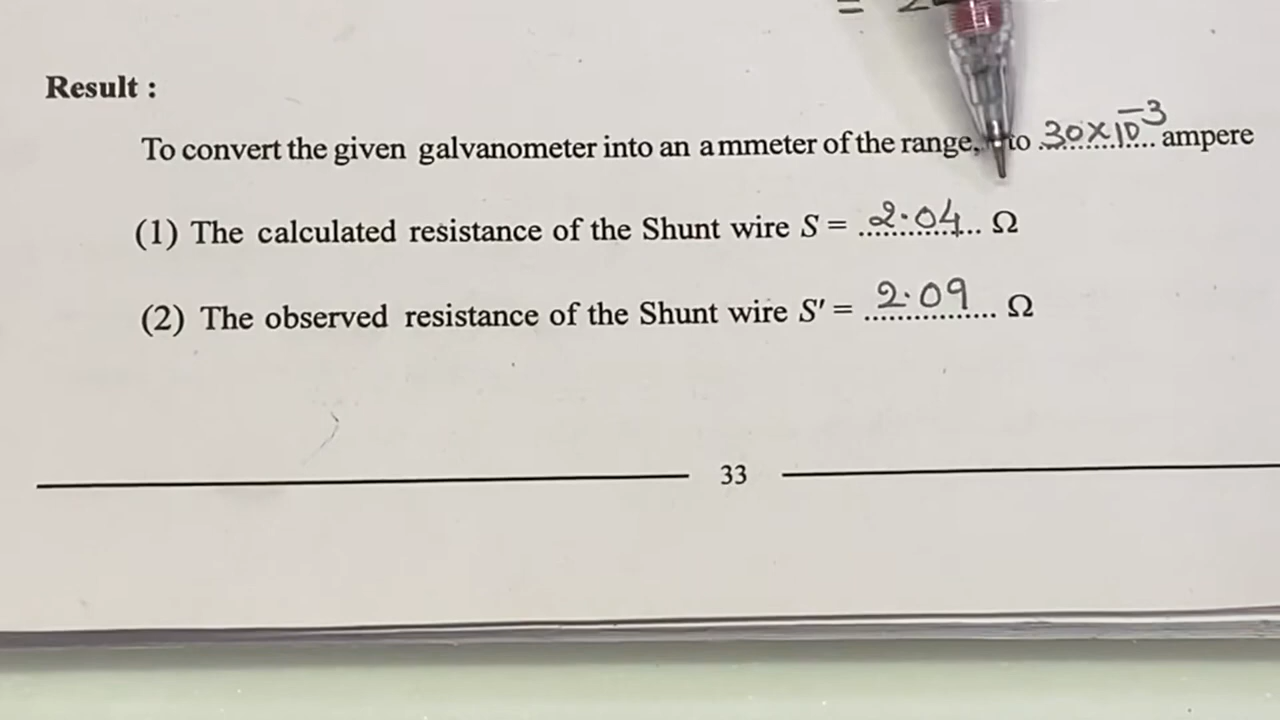 Result :
To convert the given galvanometer into an ammeter of the range, to 30×10⁻³ ampere
(1) The calculated resistance of the Shunt wire S = 2.04 Ω
(2) The observed resistance of the Shunt wire S' = 2.09 Ω
33